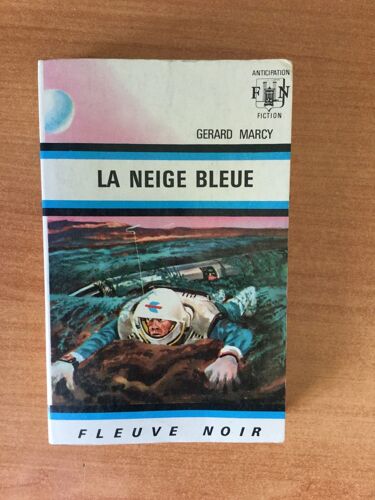 ANTICIPATION
F N
FICTION
GERARD MARCY
LA NEIGE BLEUE
FLEUVE NOIR